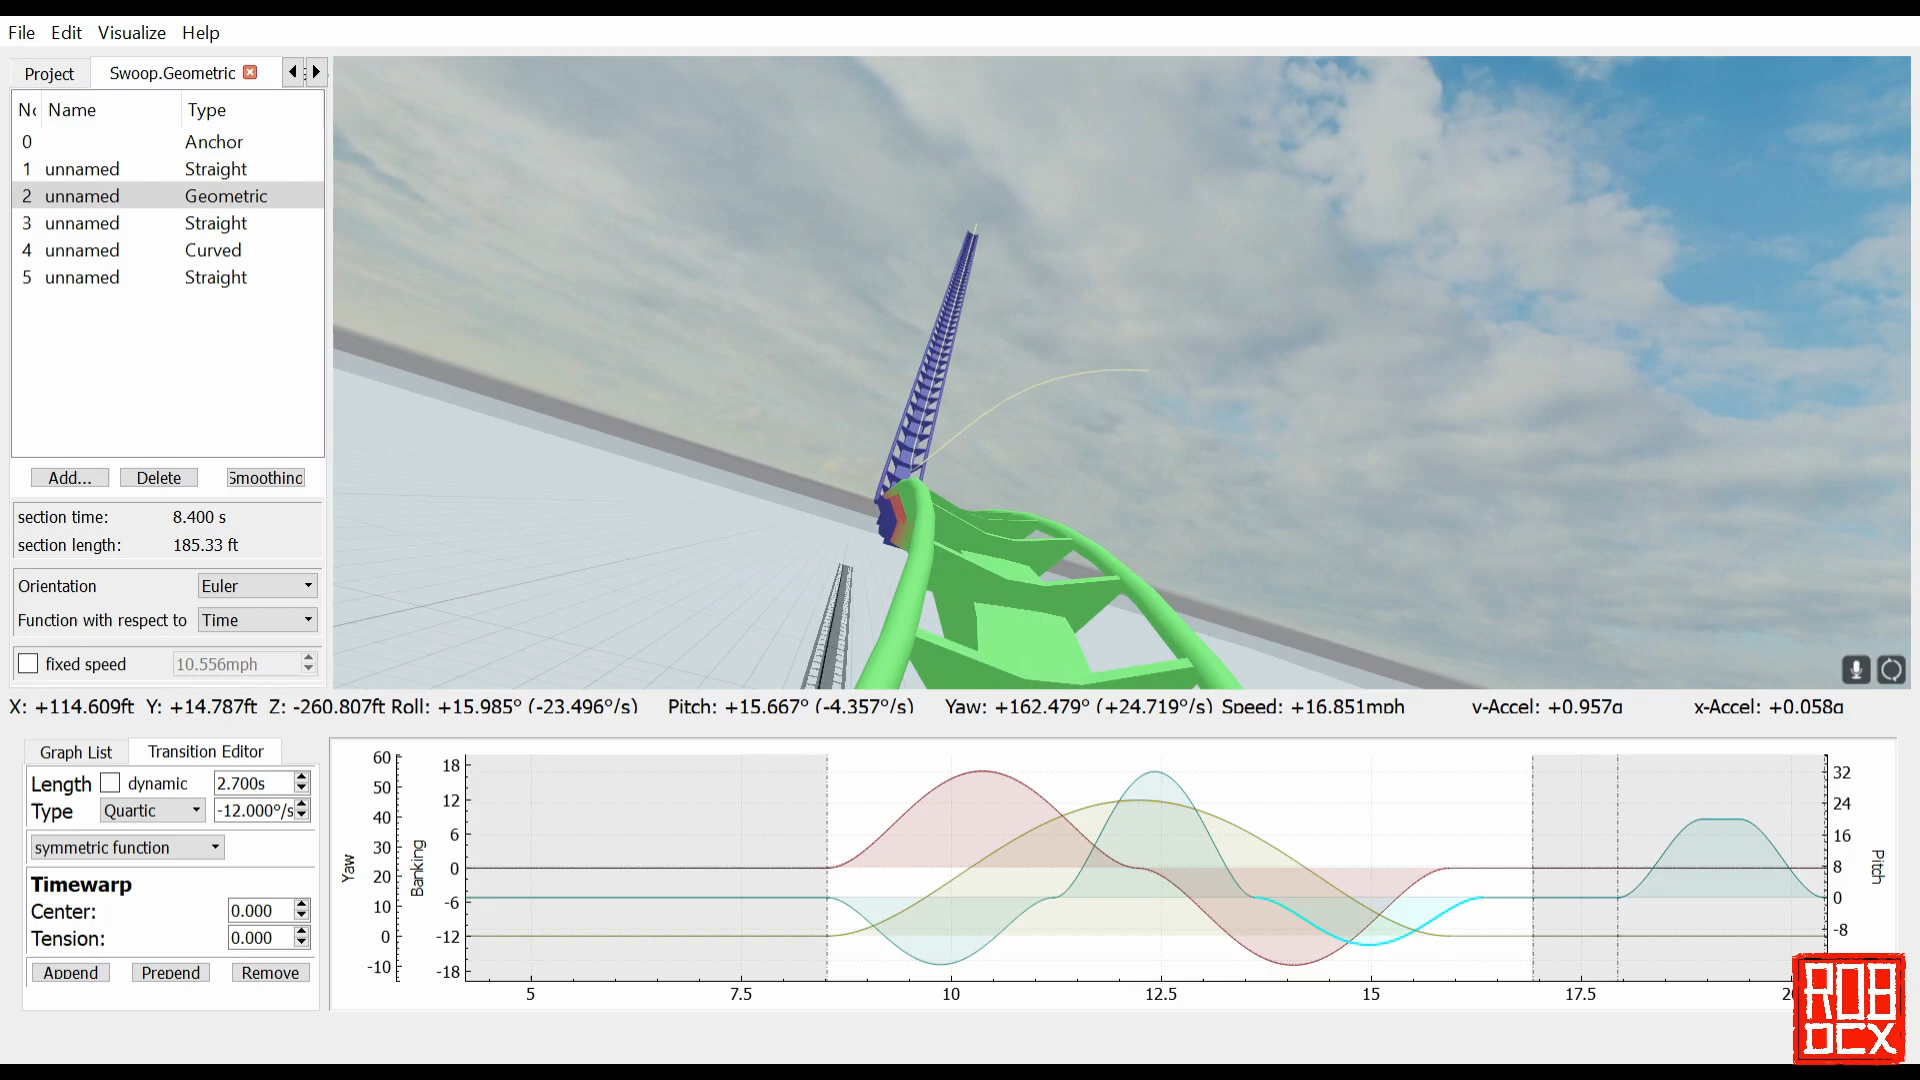 File Edit Visualize Help
Project Swoop.Geometric
Name Type
0 Anchor
1 unnamed Straight
2 unnamed Geometric
3 unnamed Straight
4 unnamed Curved
5 unnamed Straight
Add... Delete Smoothing
section time: 8.400 s
section length: 185.33 ft
Orientation Euler
Function with respect to Time
fixed speed 10.556mph
X: +114.609ft Y: +14.787ft Z: -260.807ft Roll: +15.985° (-23.496°/s) Pitch: +15.667° (-4.357°/s) Yaw: +162.479° (+24.719°/s) Speed: +16.851mph y-Accel: +0.957g x-Accel: +0.058g
Graph List Transition Editor
Length dynamic 2.700s
Type Quartic -12.000°/s
symmetric function
Timewarp
Center: 0.000
Tension: 0.000
Append Prepend Remove
Yaw
60
50
40
30
20
10
0
-10
Banking
18
12
6
0
-6
-12
-18
5 7.5 10 12.5 15 17.5
32
24
16
8
0
-8
Pitch
ROB
DCX